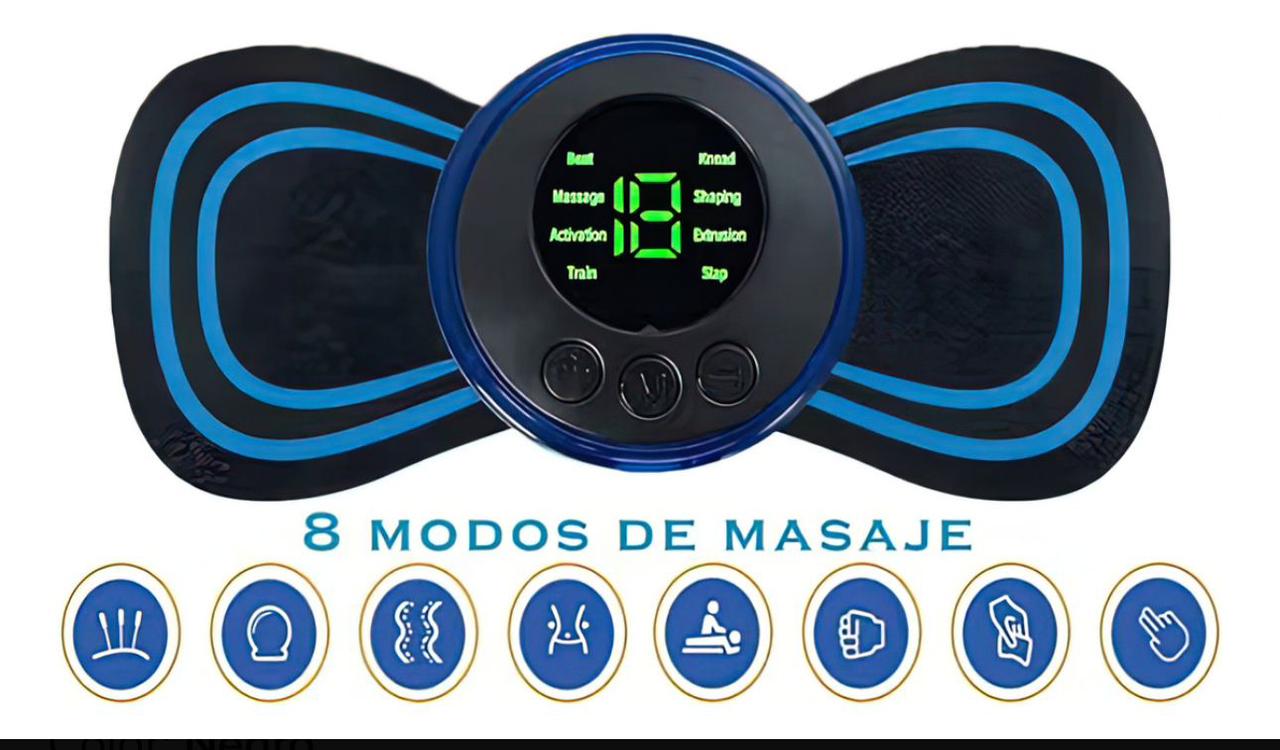 Beat
Knead
Massage
18
Shaping
Activation
Extrusion
Train
Slap
8 MODOS DE MASAJE